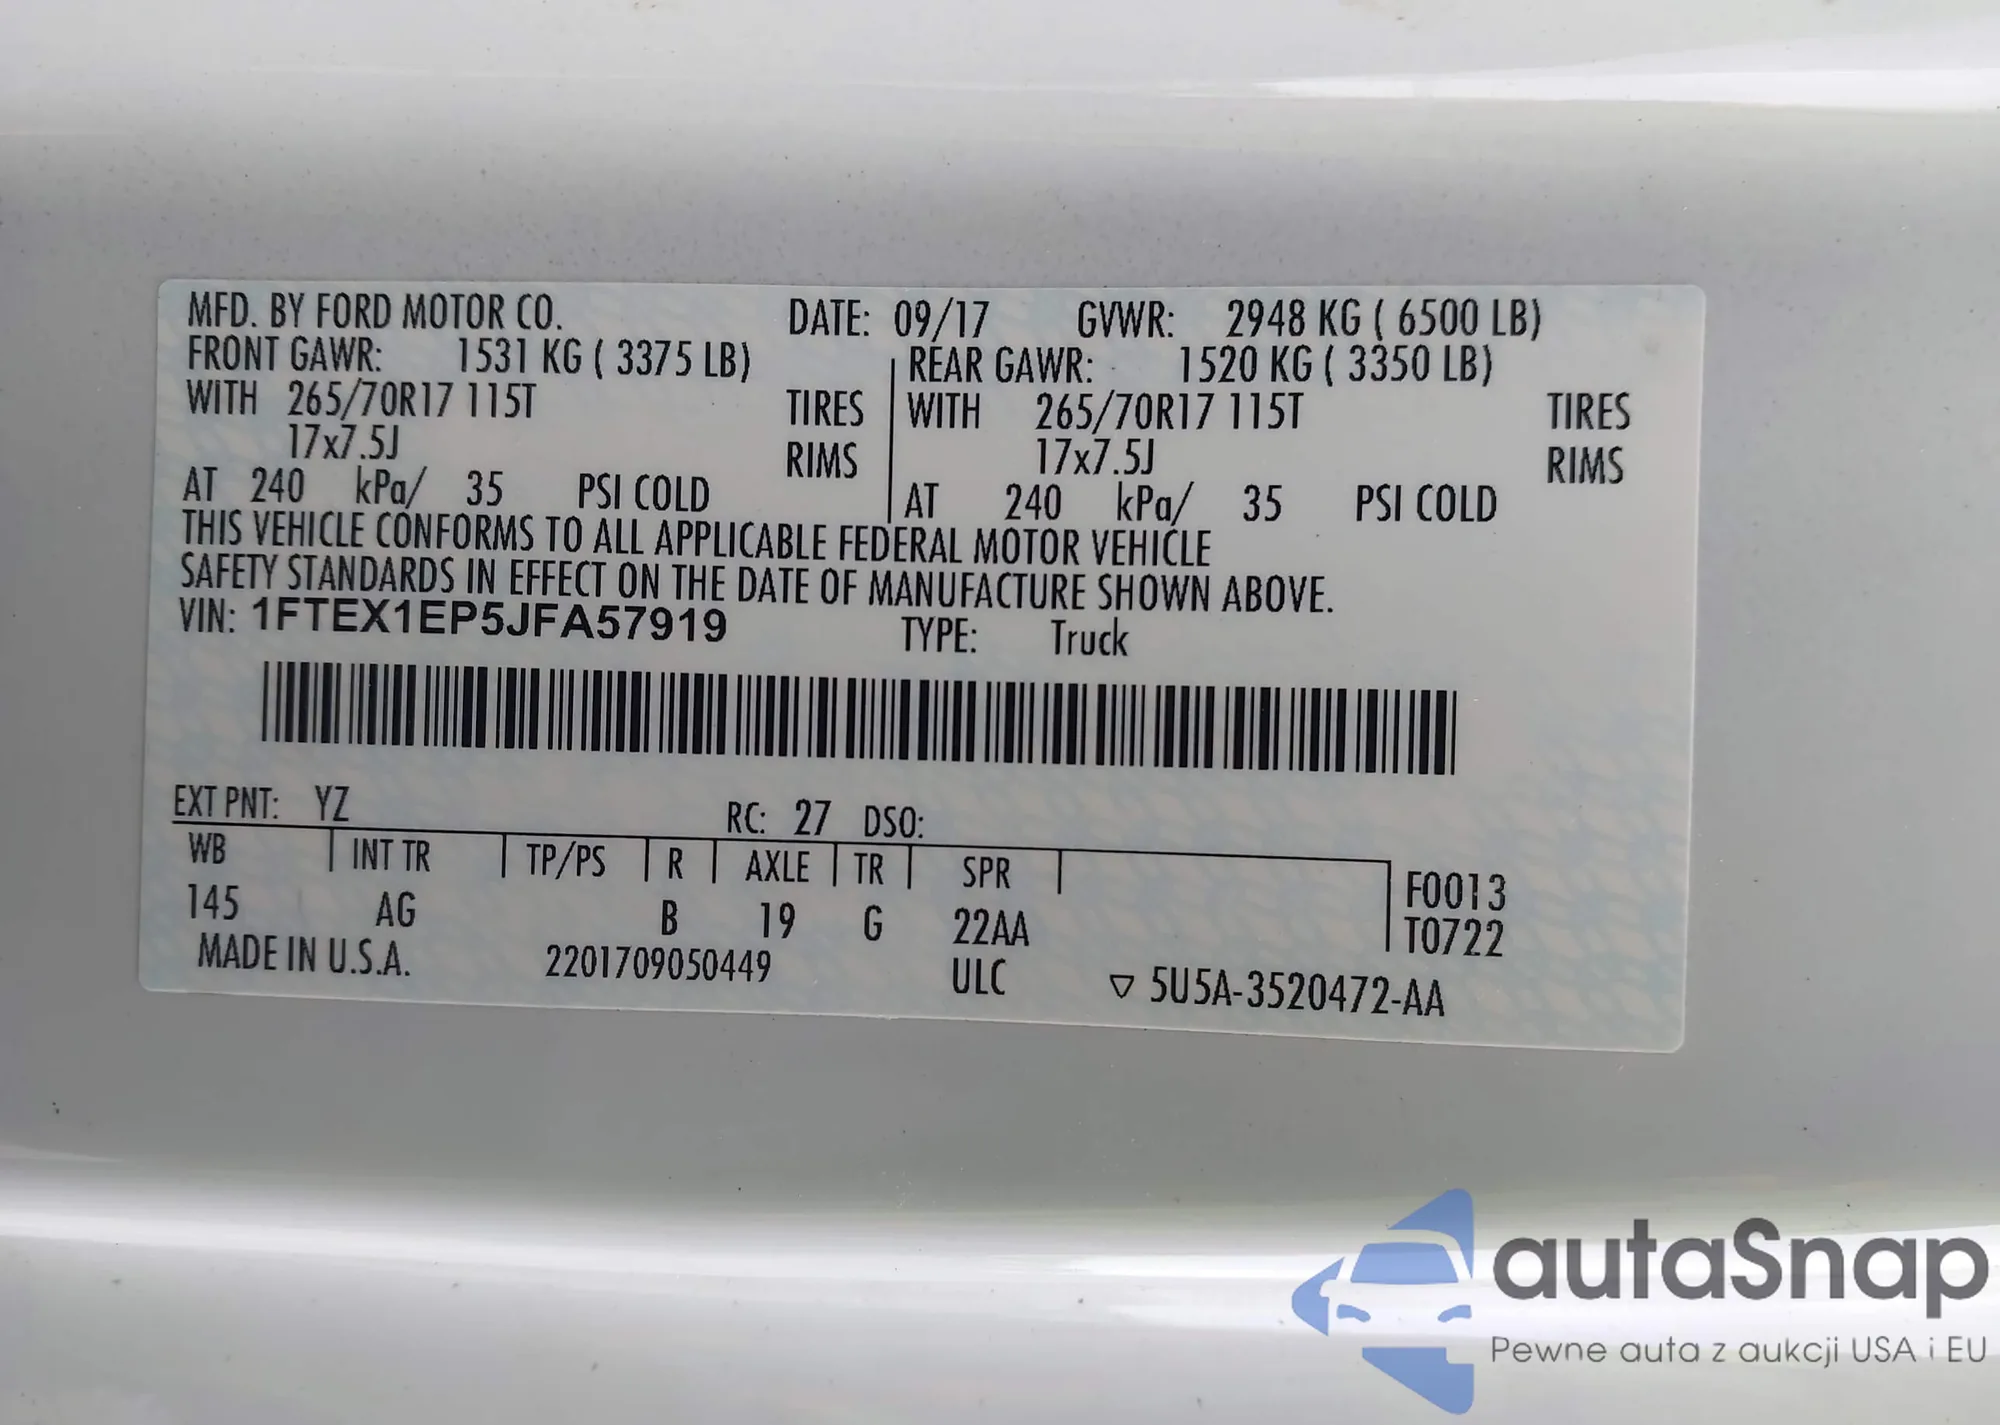 MFD. BY FORD MOTOR CO. DATE: 09/17 GVWR: 2948 KG ( 6500 LB)
FRONT GAWR: 1531 KG ( 3375 LB) REAR GAWR: 1520 KG ( 3350 LB)
WITH 265/70R17 115T TIRES WITH 265/70R17 115T TIRES
17x7.5J RIMS 17x7.5J RIMS
AT 240 kPa/ 35 PSI COLD AT 240 kPa/ 35 PSI COLD
THIS VEHICLE CONFORMS TO ALL APPLICABLE FEDERAL MOTOR VEHICLE
SAFETY STANDARDS IN EFFECT ON THE DATE OF MANUFACTURE SHOWN ABOVE.
VIN: 1FTEX1EP5JFA57919 TYPE: Truck
EXT PNT: YZ RC: 27 DSO:
WB INT TR TP/PS R AXLE TR SPR F0013
145 AG B 19 G 22AA T0722
MADE IN U.S.A. 2201709050449 ULC ▽ 5U5A-3520472-AA
autaSnap
Pewne auta z aukcji USA i EU